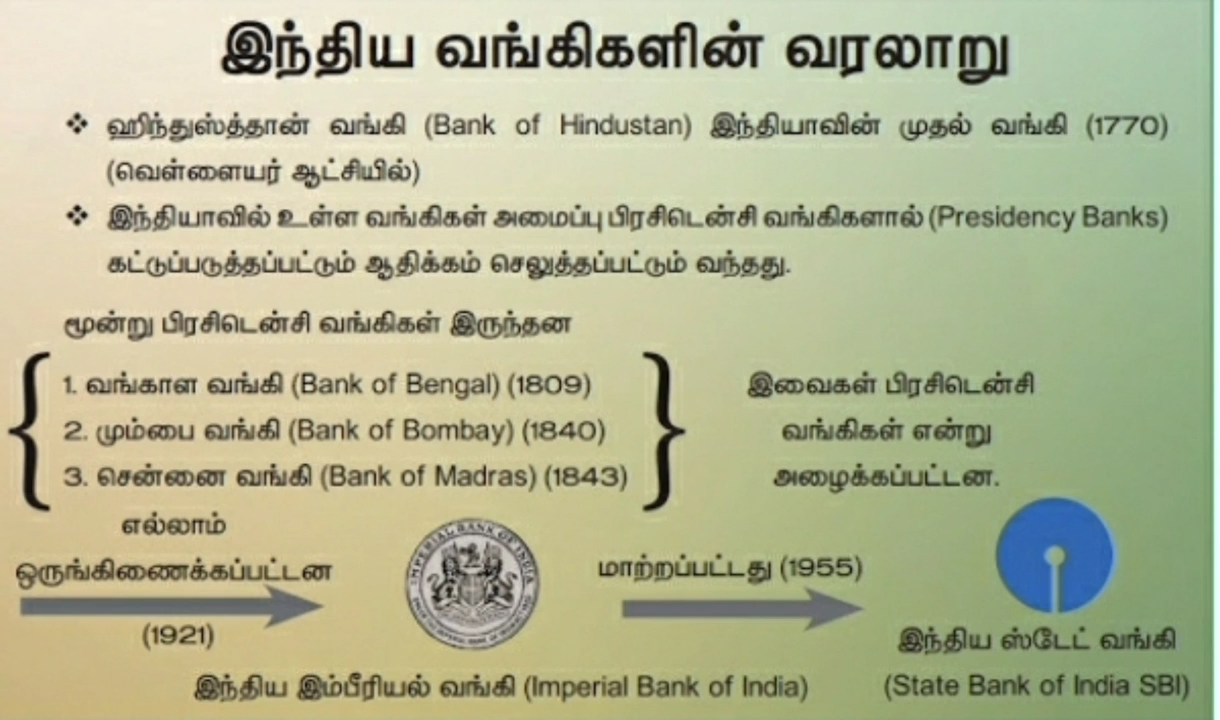 இந்திய வங்கிகளின் வரலாறு
❖ ஹிந்துஸ்த்தான் வங்கி (Bank of Hindustan) இந்தியாவின் முதல் வங்கி (1770)
(வெள்ளையர் ஆட்சியில்)
❖ இந்தியாவில் உள்ள வங்கிகள் அமைப்பு பிரசிடென்சி வங்கிகளால் (Presidency Banks)
கட்டுப்படுத்தப்பட்டும் ஆதிக்கம் செலுத்தப்பட்டும் வந்தது.
மூன்று பிரசிடென்சி வங்கிகள் இருந்தன
1. வங்காள வங்கி (Bank of Bengal) (1809)
2. மும்பை வங்கி (Bank of Bombay) (1840)
3. சென்னை வங்கி (Bank of Madras) (1843)
இவைகள் பிரசிடென்சி
வங்கிகள் என்று
அழைக்கப்பட்டன.
எல்லாம்
ஒருங்கிணைக்கப்பட்டன
(1921)
IMPERIAL BANK OF INDIA
இந்திய இம்பீரியல் வங்கி (Imperial Bank of India)
மாற்றப்பட்டது (1955)
இந்திய ஸ்டேட் வங்கி
(State Bank of India SBI)